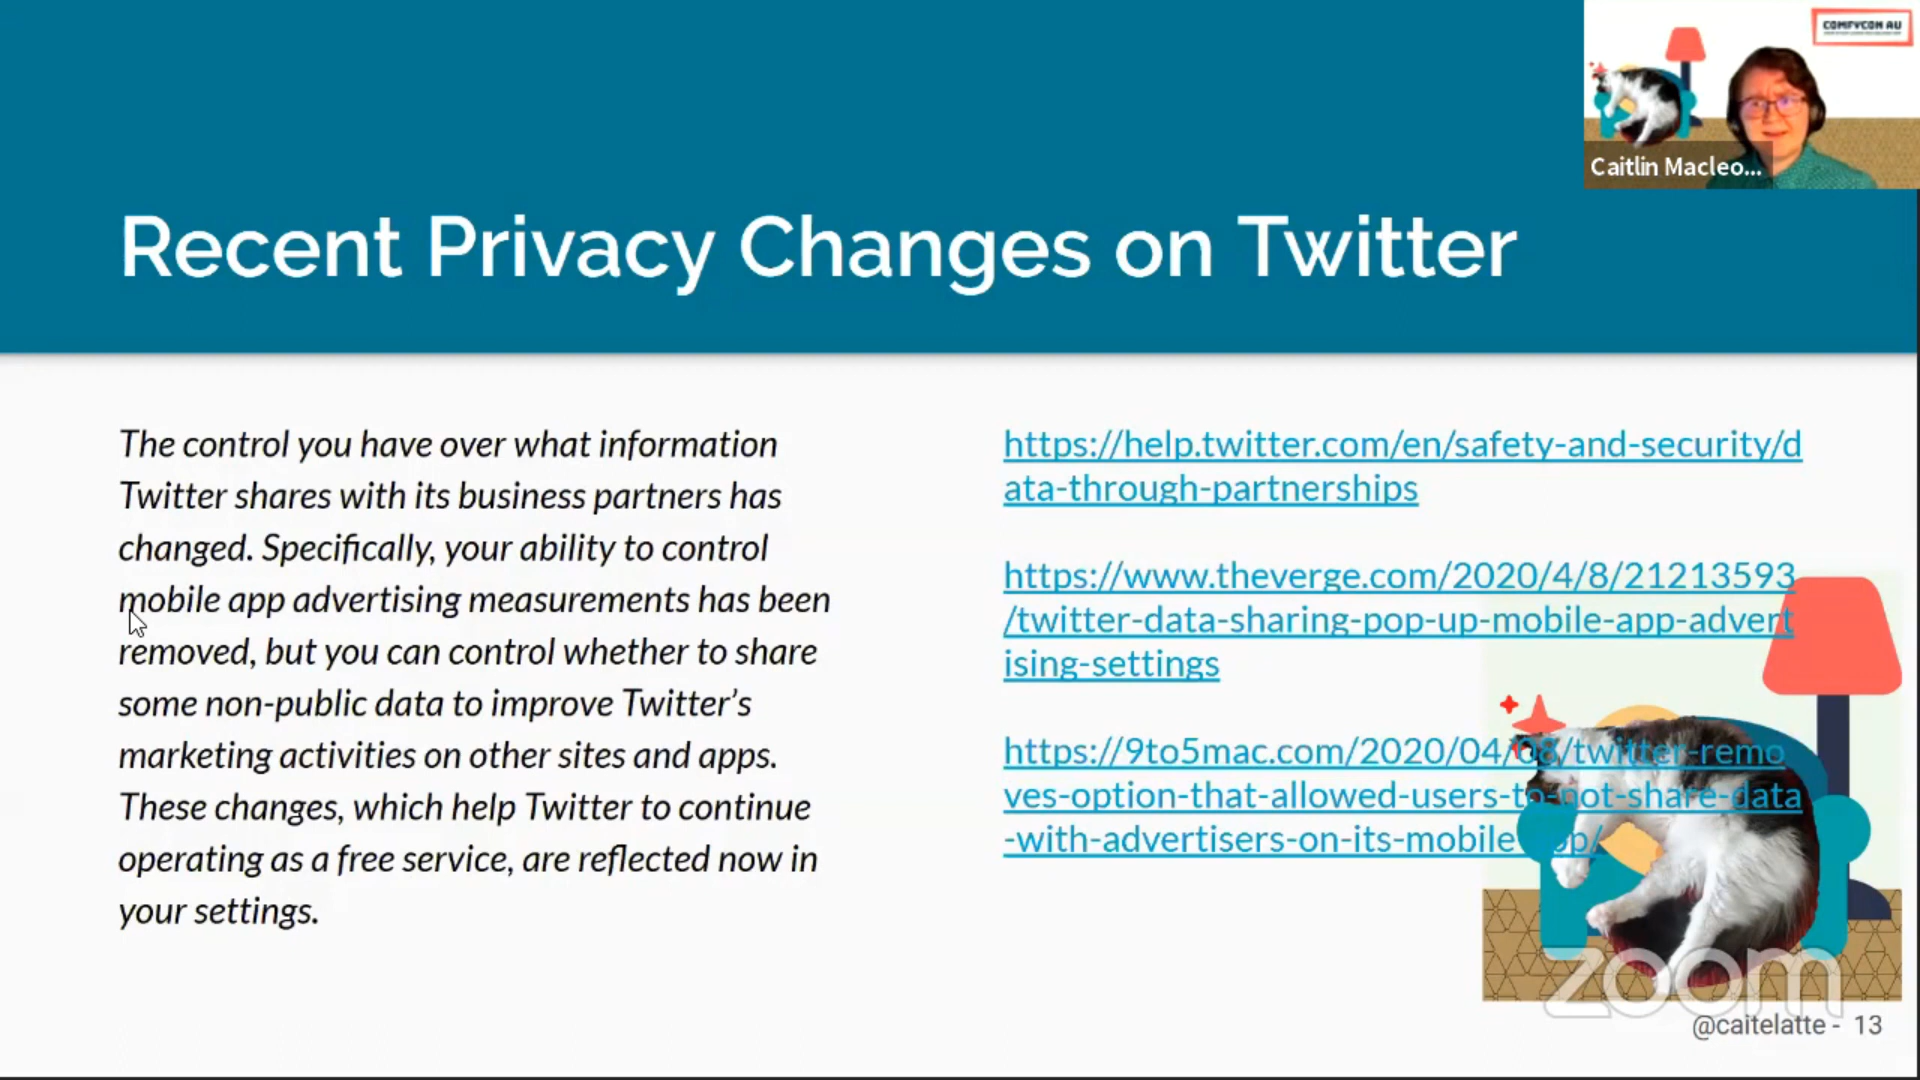 COMFYCON AU
Caitlin Macleo...
Recent Privacy Changes on Twitter
The control you have over what information
Twitter shares with its business partners has
changed. Specifically, your ability to control
mobile app advertising measurements has been
removed, but you can control whether to share
some non-public data to improve Twitter’s
marketing activities on other sites and apps.
These changes, which help Twitter to continue
operating as a free service, are reflected now in
your settings.
https://help.twitter.com/en/safety-and-security/d
ata-through-partnerships
https://www.theverge.com/2020/4/8/21213593
/twitter-data-sharing-pop-up-mobile-app-advert
ising-settings
https://9to5mac.com/2020/04/08/twitter-remo
ves-option-that-allowed-users-to-not-share-data
-with-advertisers-on-its-mobile-app/
zoom
@caitelatte - 13